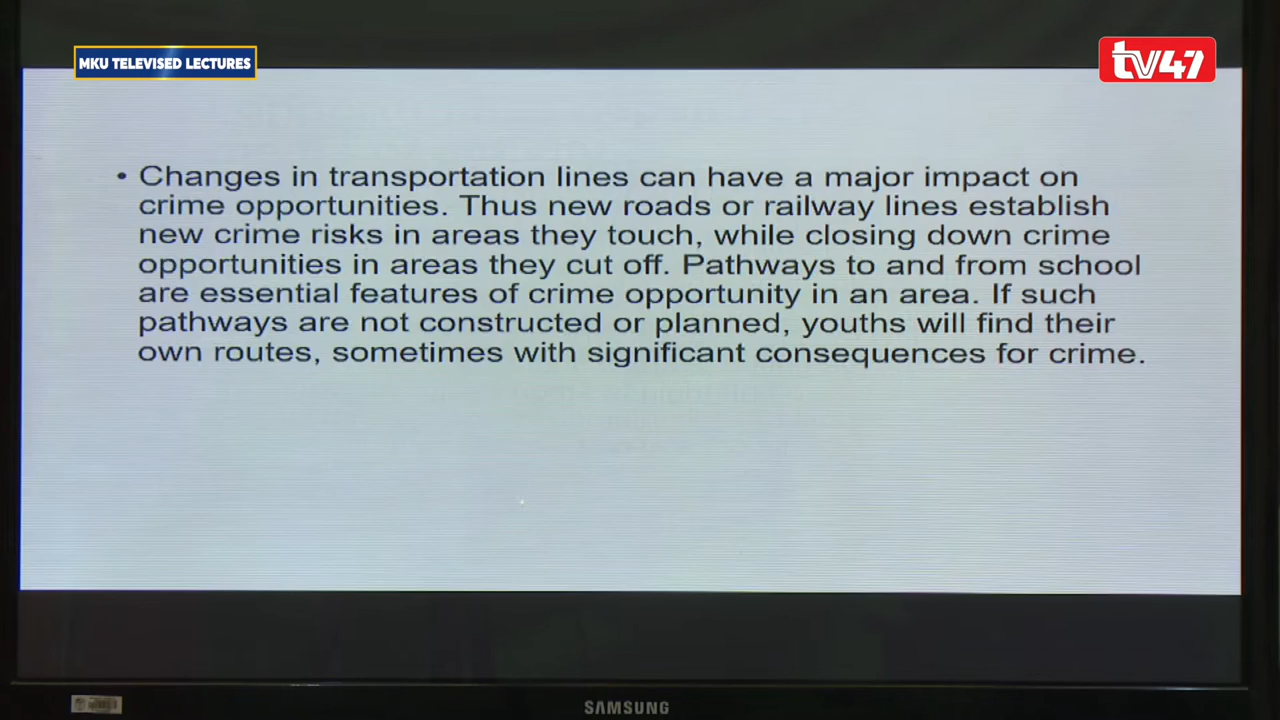 MKU TELEVISED LECTURES
tv47
• Changes in transportation lines can have a major impact on
crime opportunities. Thus new roads or railway lines establish
new crime risks in areas they touch, while closing down crime
opportunities in areas they cut off. Pathways to and from school
are essential features of crime opportunity in an area. If such
pathways are not constructed or planned, youths will find their
own routes, sometimes with significant consequences for crime.
SAMSUNG